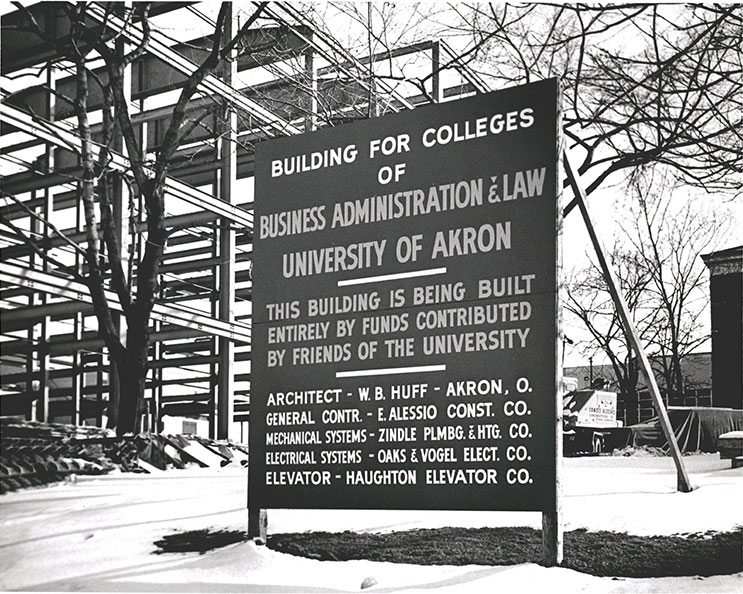 BUILDING FOR COLLEGES
OF
BUSINESS ADMINISTRATION & LAW
UNIVERSITY OF AKRON
THIS BUILDING IS BEING BUILT
ENTIRELY BY FUNDS CONTRIBUTED
BY FRIENDS OF THE UNIVERSITY
ARCHITECT - W. B. HUFF - AKRON, O.
GENERAL CONTR. - E. ALESSIO CONST. CO.
MECHANICAL SYSTEMS - ZINDLE PLMBG. & HTG. CO.
ELECTRICAL SYSTEMS - OAKS & VOGEL ELECT. CO.
ELEVATOR - HAUGHTON ELEVATOR CO.